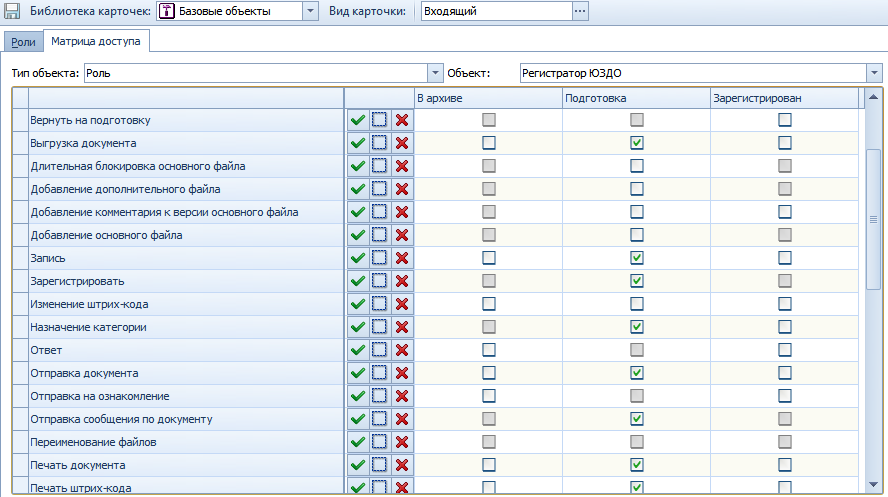 Библиотека карточек: Базовые объекты Вид карточки: Входящий ...
Роли Матрица доступа
Тип объекта: Роль Объект: Регистратор ЮЗДО
В архиве Подготовка Зарегистрирован
Вернуть на подготовку
Выгрузка документа
Длительная блокировка основного файла
Добавление дополнительного файла
Добавление комментария к версии основного файла
Добавление основного файла
Запись
Зарегистрировать
Изменение штрих-кода
Назначение категории
Ответ
Отправка документа
Отправка на ознакомление
Отправка сообщения по документу
Переименование файлов
Печать документа
Печать штрих-кода